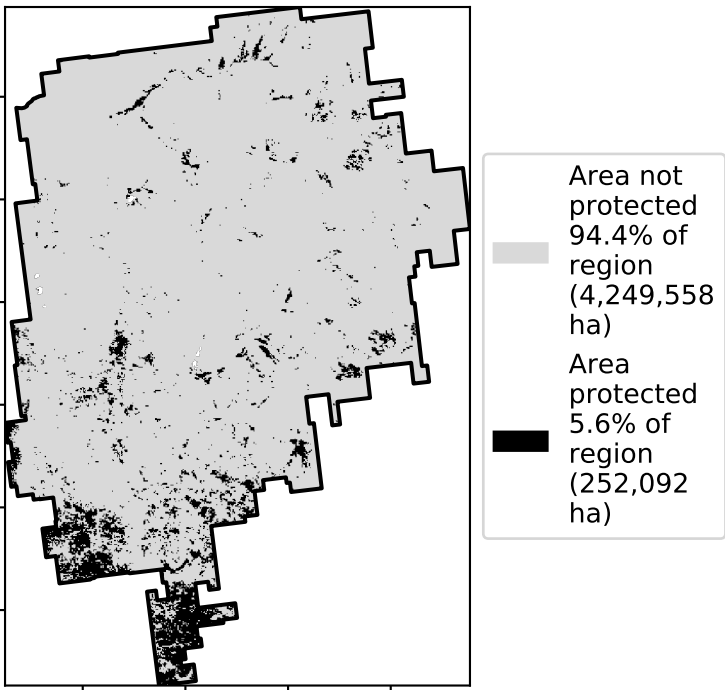 Area not
protected
94.4% of
region
(4,249,558
ha)
Area
protected
5.6% of
region
(252,092
ha)